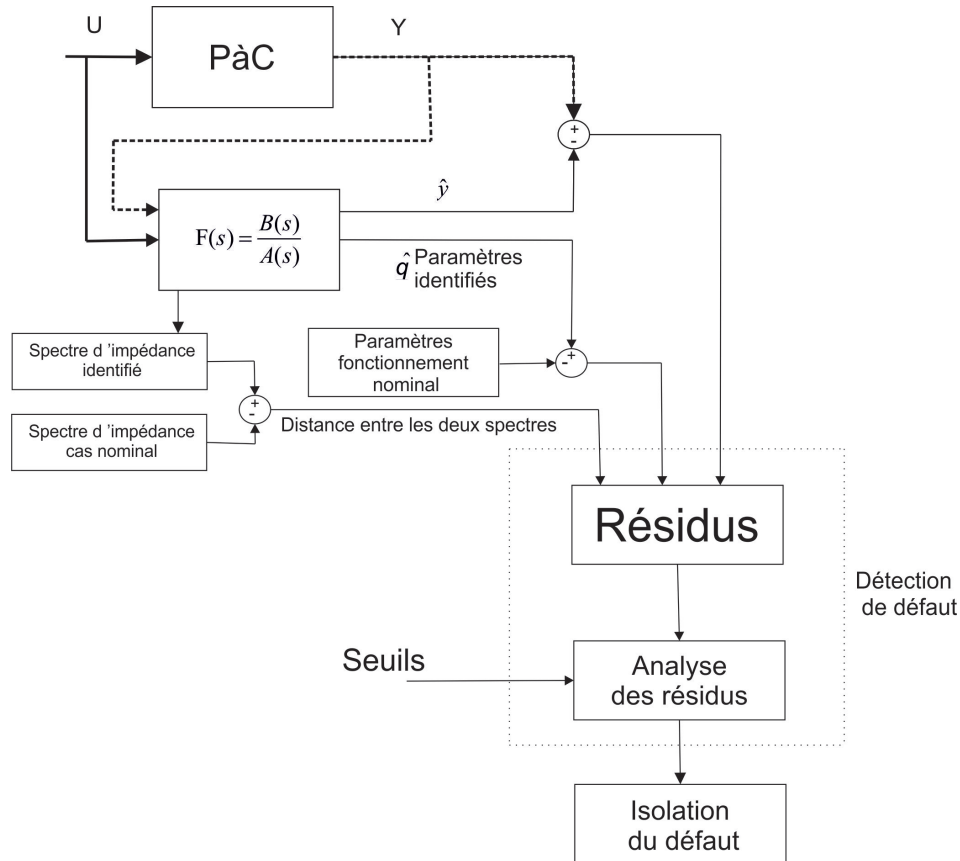 U
Y
PàC
+
-
ŷ
F(s) = B(s)/A(s)
q̂ Paramètres
identifiés
Spectre d 'impédance
identifié
Paramètres
fonctionnement
nominal
- +
+
-
Distance entre les deux spectres
Spectre d 'impédance
cas nominal
Résidus
Détection
de défaut
Seuils
Analyse
des résidus
Isolation
du défaut